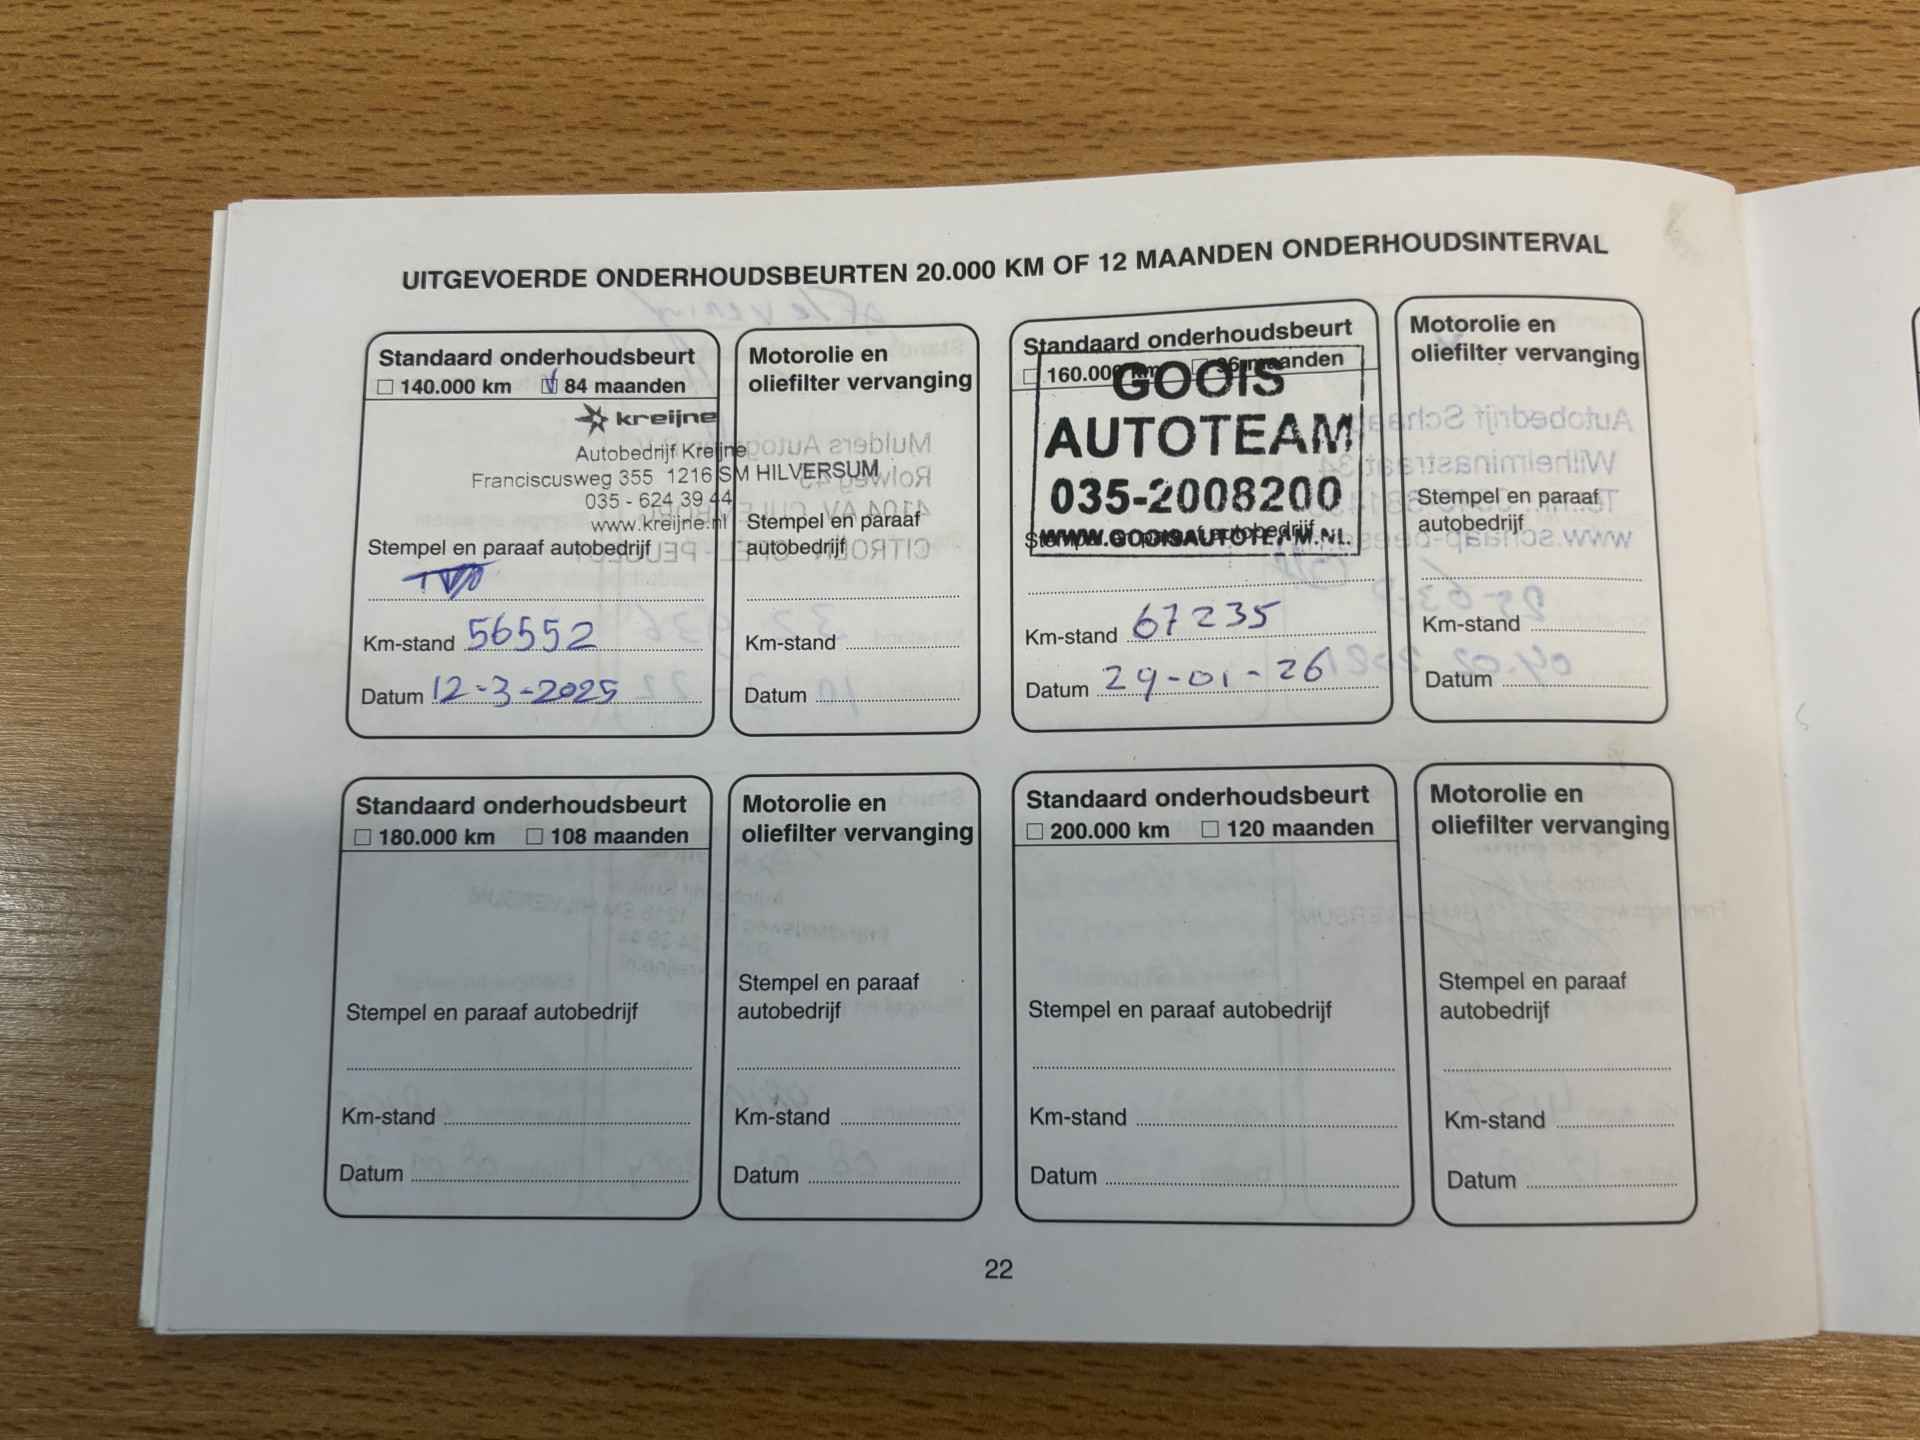 UITGEVOERDE ONDERHOUDSBEURTEN 20.000 KM OF 12 MAANDEN ONDERHOUDSINTERVAL
Standaard onderhoudsbeurt
140.000 km 84 maanden
kreijne
Autobedrijf Kreijne
Franciscusweg 355 1216 SM HILVERSUM
035 - 624 39 44
www.kreijne.nl
Stempel en paraaf autobedrijf
Km-stand 56552
Datum 12-3-2025
Motorolie en
oliefilter vervanging
Stempel en paraaf
autobedrijf
Km-stand
Datum
Standaard onderhoudsbeurt
160.000 km 96 maanden
GOOIS
AUTOTEAM
035-2008200
WWW.GOOISAUTOTEAM.NL
Stempel en paraaf autobedrijf
Km-stand 67235
Datum 29-01-26
Motorolie en
oliefilter vervanging
Stempel en paraaf
autobedrijf
Km-stand
Datum
Standaard onderhoudsbeurt
180.000 km 108 maanden
Stempel en paraaf autobedrijf
Km-stand
Datum
Motorolie en
oliefilter vervanging
Stempel en paraaf
autobedrijf
Km-stand
Datum
Standaard onderhoudsbeurt
200.000 km 120 maanden
Stempel en paraaf autobedrijf
Km-stand
Datum
Motorolie en
oliefilter vervanging
Stempel en paraaf
autobedrijf
Km-stand
Datum
22